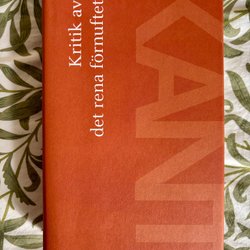 Kritik av
det rena förnuftet
KANT